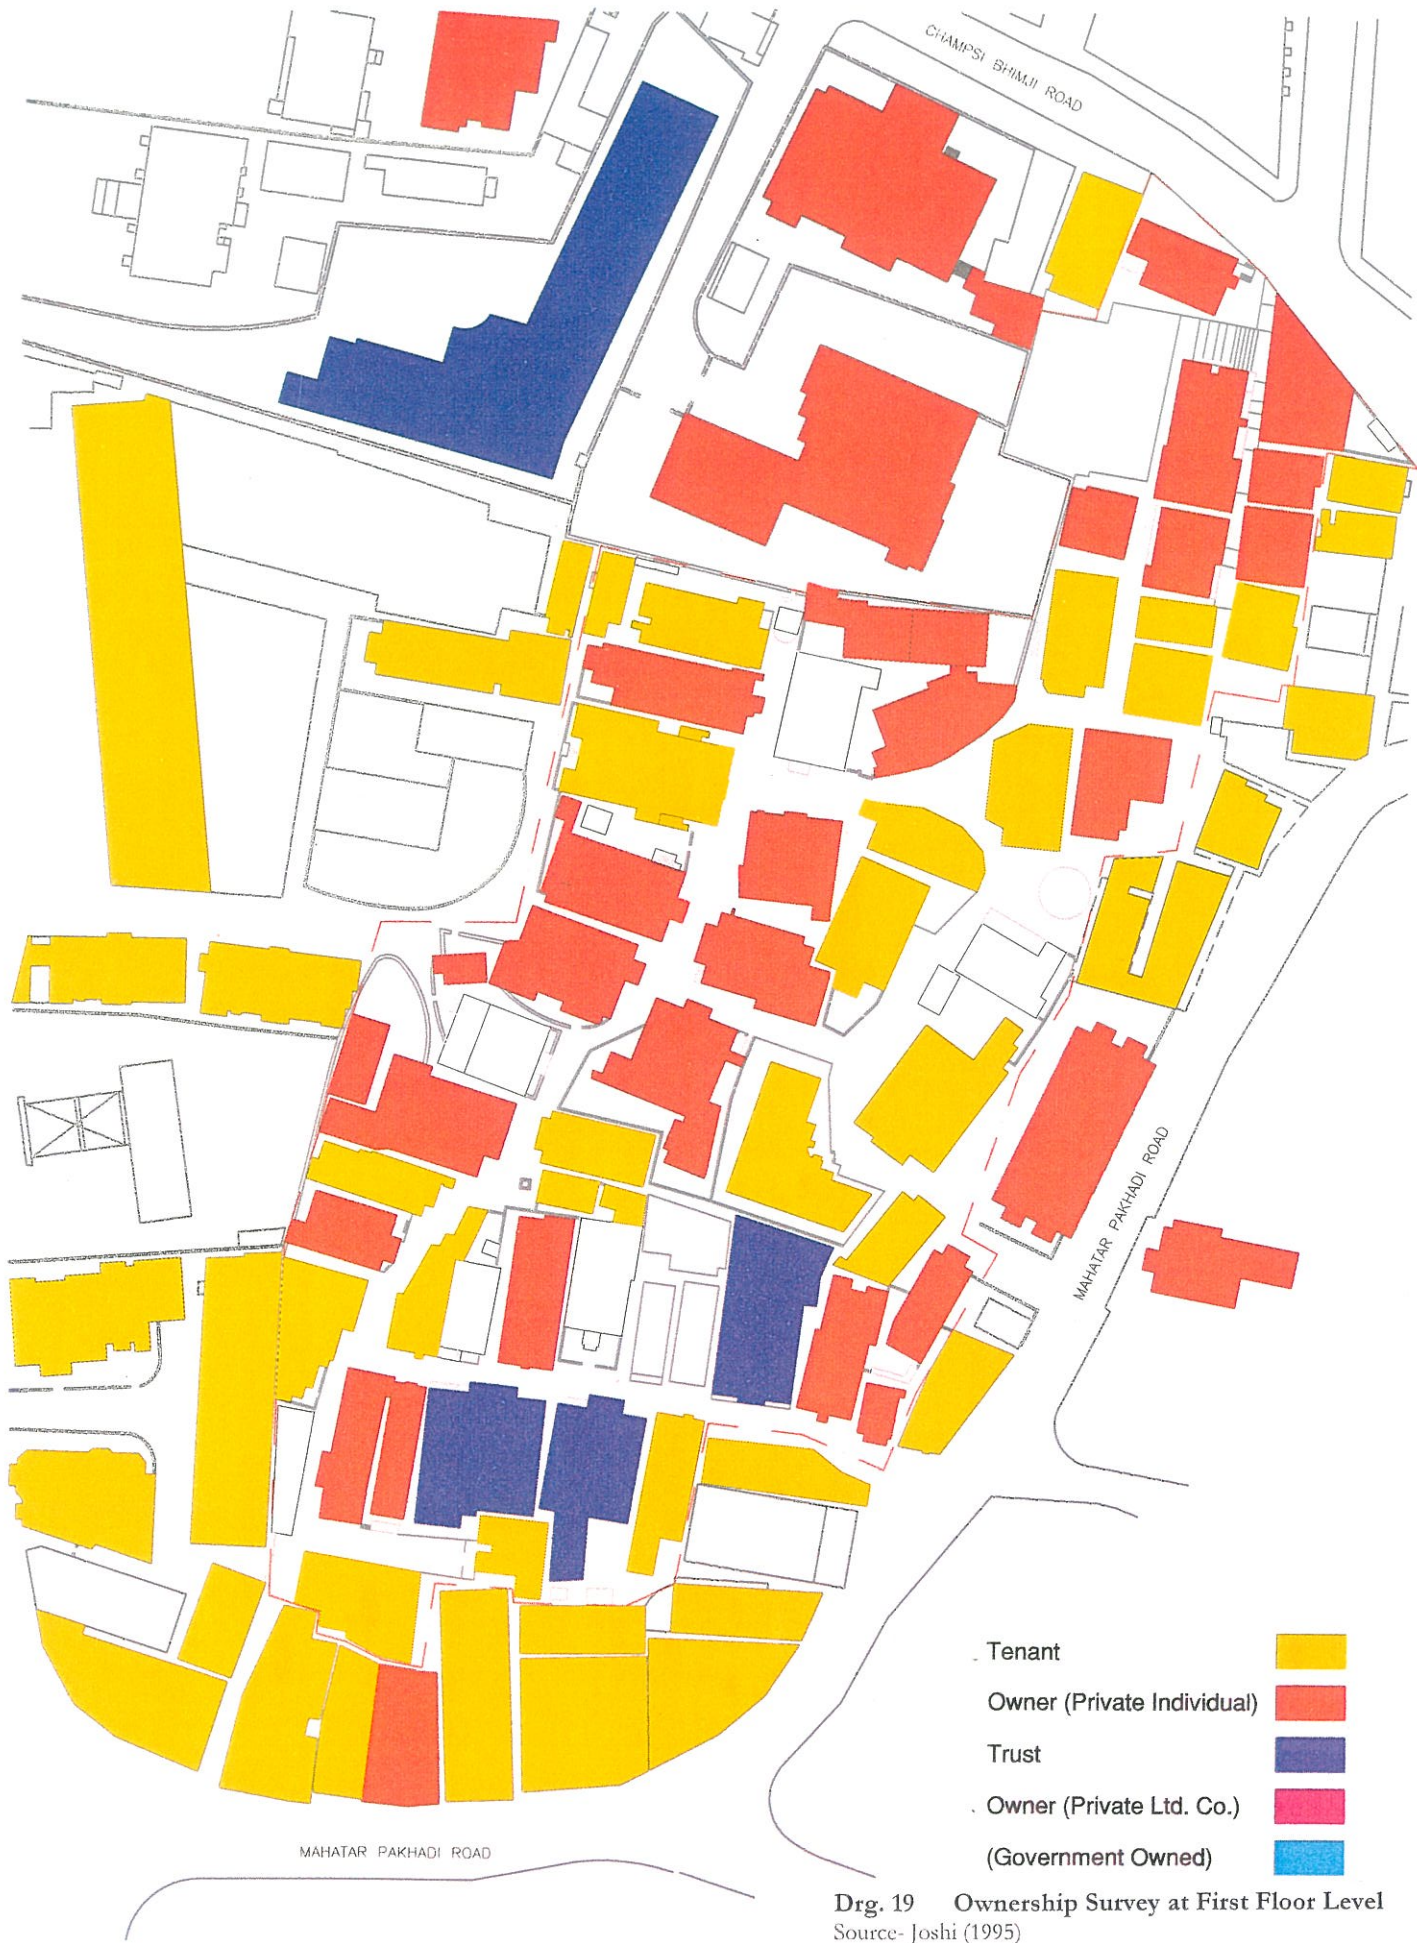 CHAMPSI BHIMJI ROAD
MAHATAR PAKHADI ROAD
Tenant
Owner (Private Individual)
Trust
Owner (Private Ltd. Co.)
(Government Owned)
MAHATAR PAKHADI ROAD
Drg. 19 Ownership Survey at First Floor Level
Source- Joshi (1995)